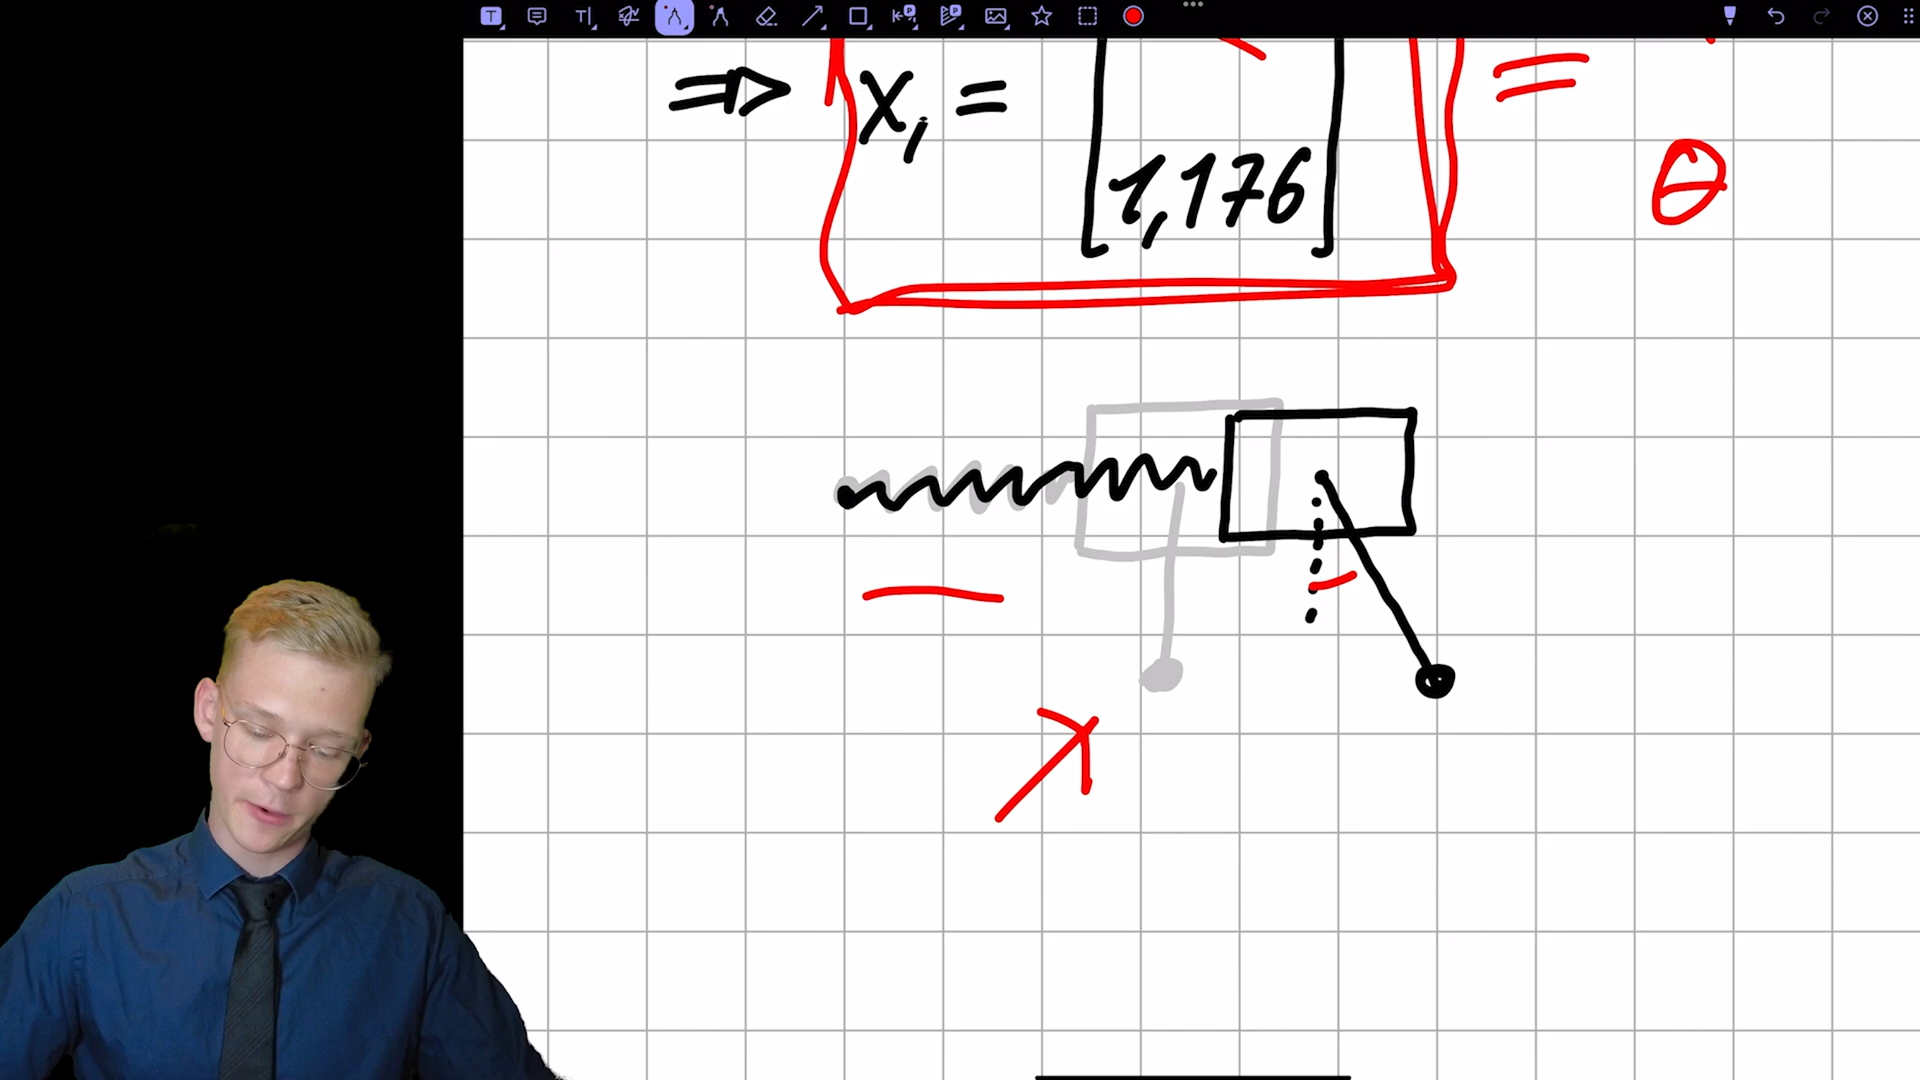 ⇒ X₁ = [1,176] =
θ